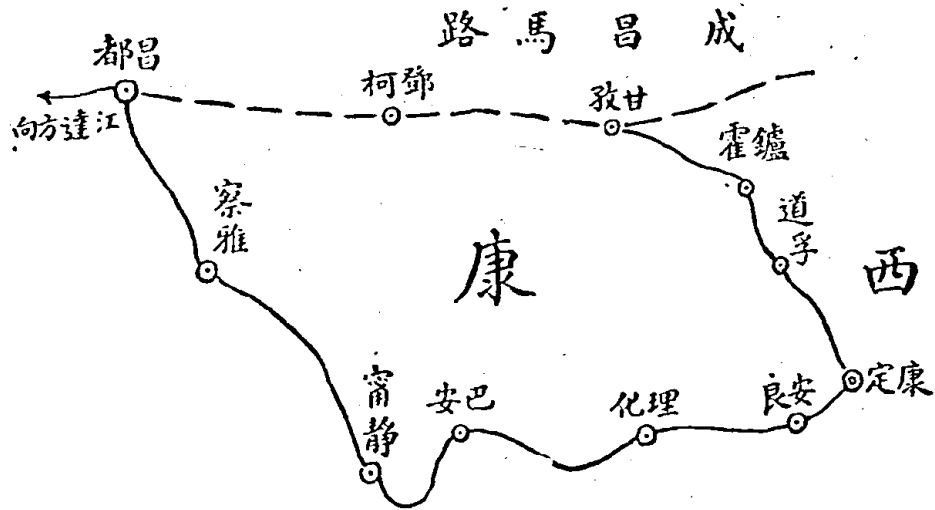 成昌馬路
昌都
鄧柯
甘孜
江達方向
鑪霍
道孚
察雅
西康
康定
安良
理化
巴安
甯靜